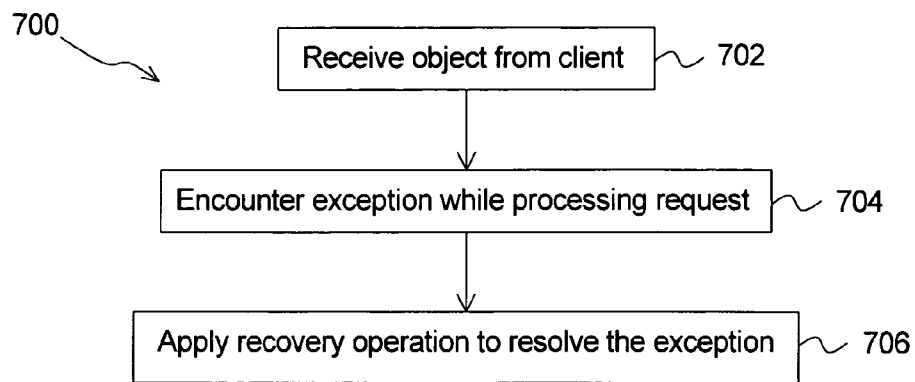 700
Receive object from client
702
Encounter exception while processing request
704
Apply recovery operation to resolve the exception
706